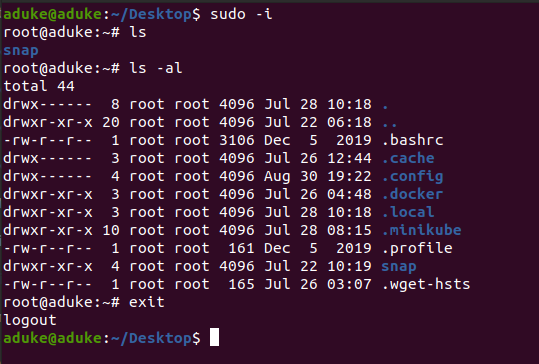 aduke@aduke:~/Desktop$ sudo -i
root@aduke:~# ls
snap
root@aduke:~# ls -al
total 44
drwx------  8 root root 4096 Jul 28 10:18 .
drwxr-xr-x 20 root root 4096 Jul 22 06:18 ..
-rw-r--r--  1 root root 3106 Dec  5  2019 .bashrc
drwx------  3 root root 4096 Jul 26 12:44 .cache
drwx------  4 root root 4096 Aug 30 19:22 .config
drwxr-xr-x  3 root root 4096 Jul 26 04:48 .docker
drwxr-xr-x  3 root root 4096 Jul 28 10:18 .local
drwxr-xr-x 10 root root 4096 Jul 28 08:15 .minikube
-rw-r--r--  1 root root  161 Dec  5  2019 .profile
drwxr-xr-x  4 root root 4096 Jul 22 10:19 snap
-rw-r--r--  1 root root  165 Jul 26 03:07 .wget-hsts
root@aduke:~# exit
logout
aduke@aduke:~/Desktop$